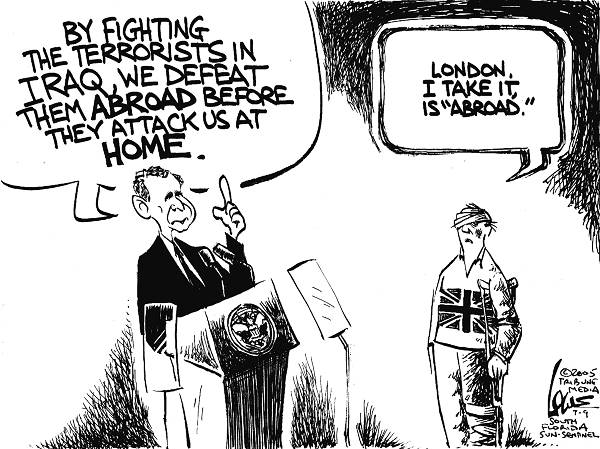 BY FIGHTING
THE TERRORISTS IN
IRAQ, WE DEFEAT
THEM ABROAD BEFORE
THEY ATTACK US AT
HOME.
LONDON,
I TAKE IT,
IS "ABROAD."
©2005
TRIBUNE
MEDIA
7-9
SOUTH
FLORIDA
SUN-SENTINEL